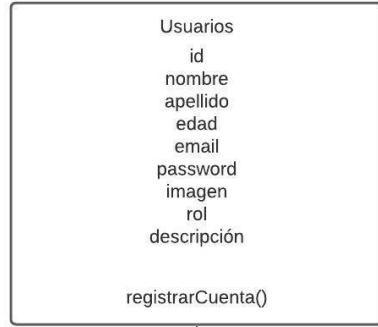 Usuarios
id
nombre
apellido
edad
email
password
imagen
rol
descripción
registrarCuenta()